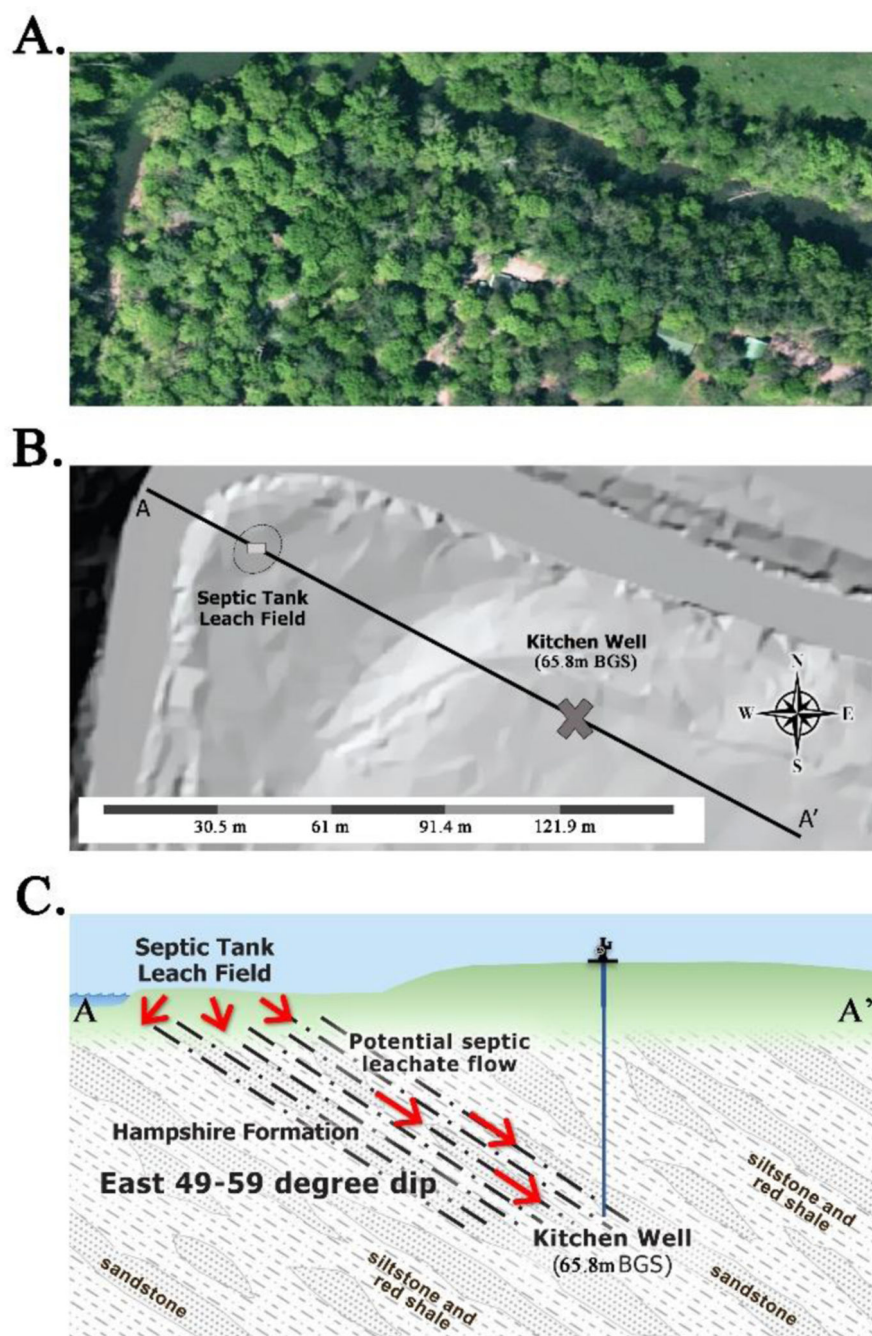 A.
B.
A
Septic Tank
Leach Field
Kitchen Well
(65.8m BGS)
N
W
E
S
A'
30.5 m
61 m
91.4 m
121.9 m
C.
Septic Tank
Leach Field
A
A'
Potential septic
leachate flow
Hampshire Formation
East 49-59 degree dip
siltstone and
red shale
Kitchen Well
(65.8m BGS)
sandstone
siltstone and
red shale
sandstone